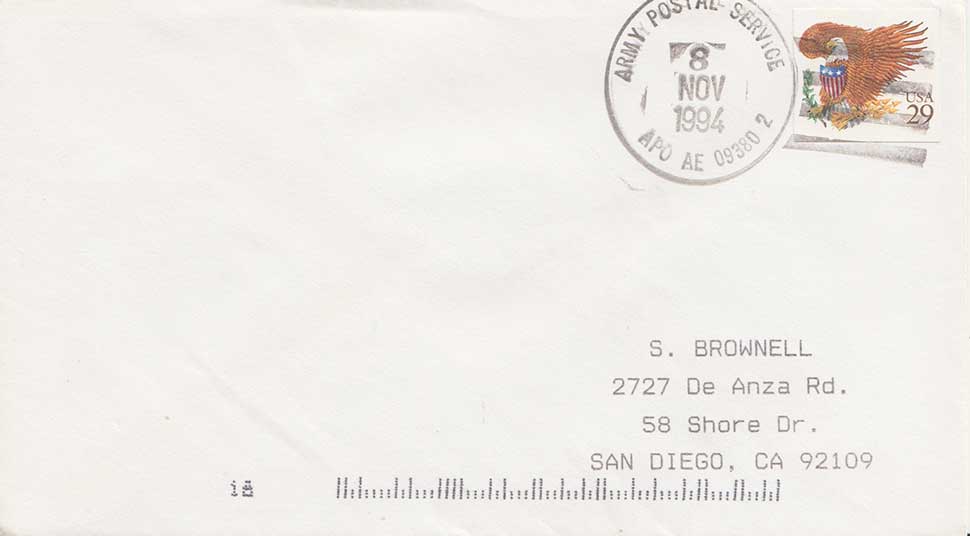 ARMY POSTAL SERVICE
8
NOV
1994
APO AE 09380 2
USA
29
S. BROWNELL
2727 De Anza Rd.
58 Shore Dr.
SAN DIEGO, CA 92109